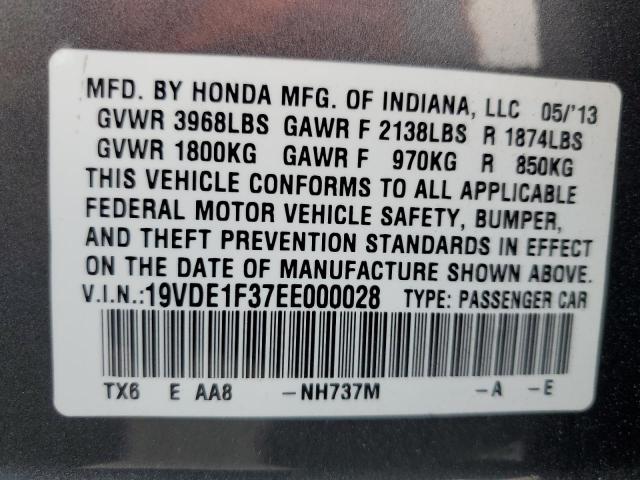 MFD. BY HONDA MFG. OF INDIANA, LLC 05/'13
GVWR 3968LBS GAWR F 2138LBS R 1874LBS
GVWR 1800KG GAWR F 970KG R 850KG
THIS VEHICLE CONFORMS TO ALL APPLICABLE
FEDERAL MOTOR VEHICLE SAFETY, BUMPER,
AND THEFT PREVENTION STANDARDS IN EFFECT
ON THE DATE OF MANUFACTURE SHOWN ABOVE.
V.I.N.:19VDE1F37EE000028 TYPE: PASSENGER CAR
TX6 E AA8 -NH737M -A -E